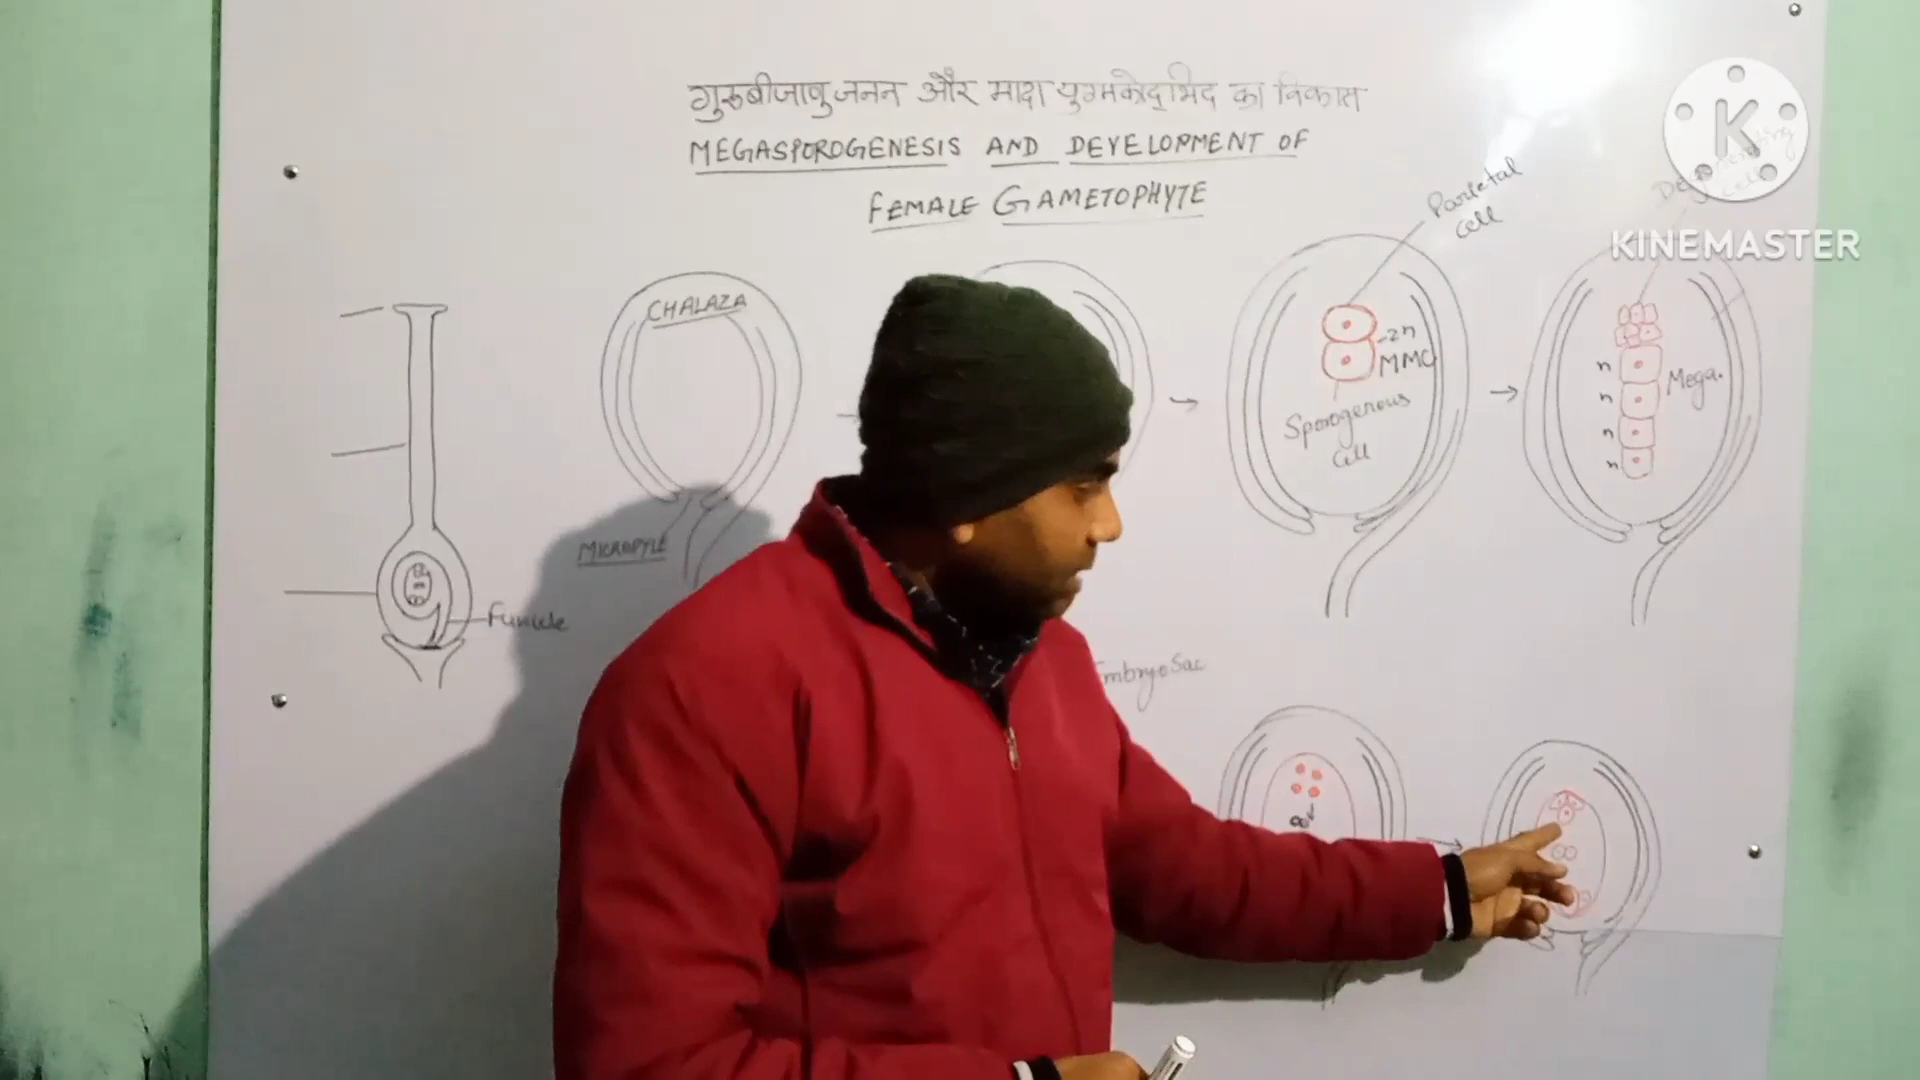 गुरूबीजाणुजनन और मादा युग्मकोद्भिद का विकास
MEGASPOROGENESIS AND DEVELOPMENT OF
FEMALE GAMETOPHYTE
K
KINEMASTER
Parietal
cell
CHALAZA
2n
MMC
Sporogenous
cell
n
n
n
n
Mega.
MICROPYLE
Funicle
Embryo Sac